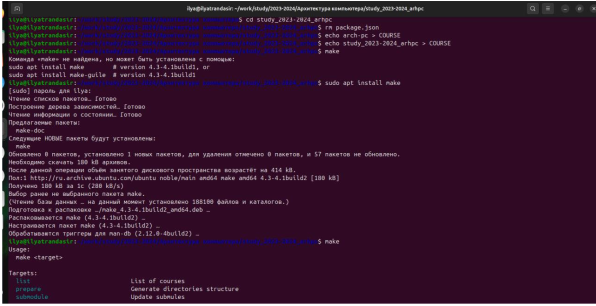 ilya@ilyatrandasir: ~/work/study/2023-2024/Архитектура компьютера/study_2023-2024_arhpc
ilya@ilyatrandasir: $ cd study_2023-2024_arhpc
ilya@ilyatrandasir: $ rm package.json
ilya@ilyatrandasir: $ echo arch-pc > COURSE
ilya@ilyatrandasir: $ echo study_2023-2024_arhpc > COURSE
ilya@ilyatrandasir: $ make
Команда «make» не найдена, но может быть установлена с помощью:
sudo apt install make # version 4.3-4.1build1, or
sudo apt install make-guile # version 4.3-4.1build1
ilya@ilyatrandasir: $ sudo apt install make
[sudo] пароль для ilya:
Чтение списков пакетов… Готово
Построение дерева зависимостей… Готово
Чтение информации о состоянии… Готово
Предлагаемые пакеты:
make-doc
Следующие НОВЫЕ пакеты будут установлены:
make
Обновлено 0 пакетов, установлено 1 новых пакетов, для удаления отмечено 0 пакетов, и 57 пакетов не обновлено.
Необходимо скачать 180 kB архивов.
После данной операции объём занятого дискового пространства возрастёт на 414 kB.
Пол:1 http://ru.archive.ubuntu.com/ubuntu noble/main amd64 make amd64 4.3-4.1build2 [180 kB]
Получено 180 kB за 1с (280 kB/s)
Выбор ранее не выбранного пакета make.
(Чтение базы данных … на данный момент установлено 188100 файлов и каталогов.)
Подготовка к распаковке …/make_4.3-4.1build2_amd64.deb …
Распаковывается make (4.3-4.1build2) …
Настраивается пакет make (4.3-4.1build2) …
Обрабатываются триггеры для man-db (2.12.0-4build2) …
ilya@ilyatrandasir: $ make
Usage:
make <target>
Targets:
list List of courses
prepare Generate directories structure
submodule Update submules